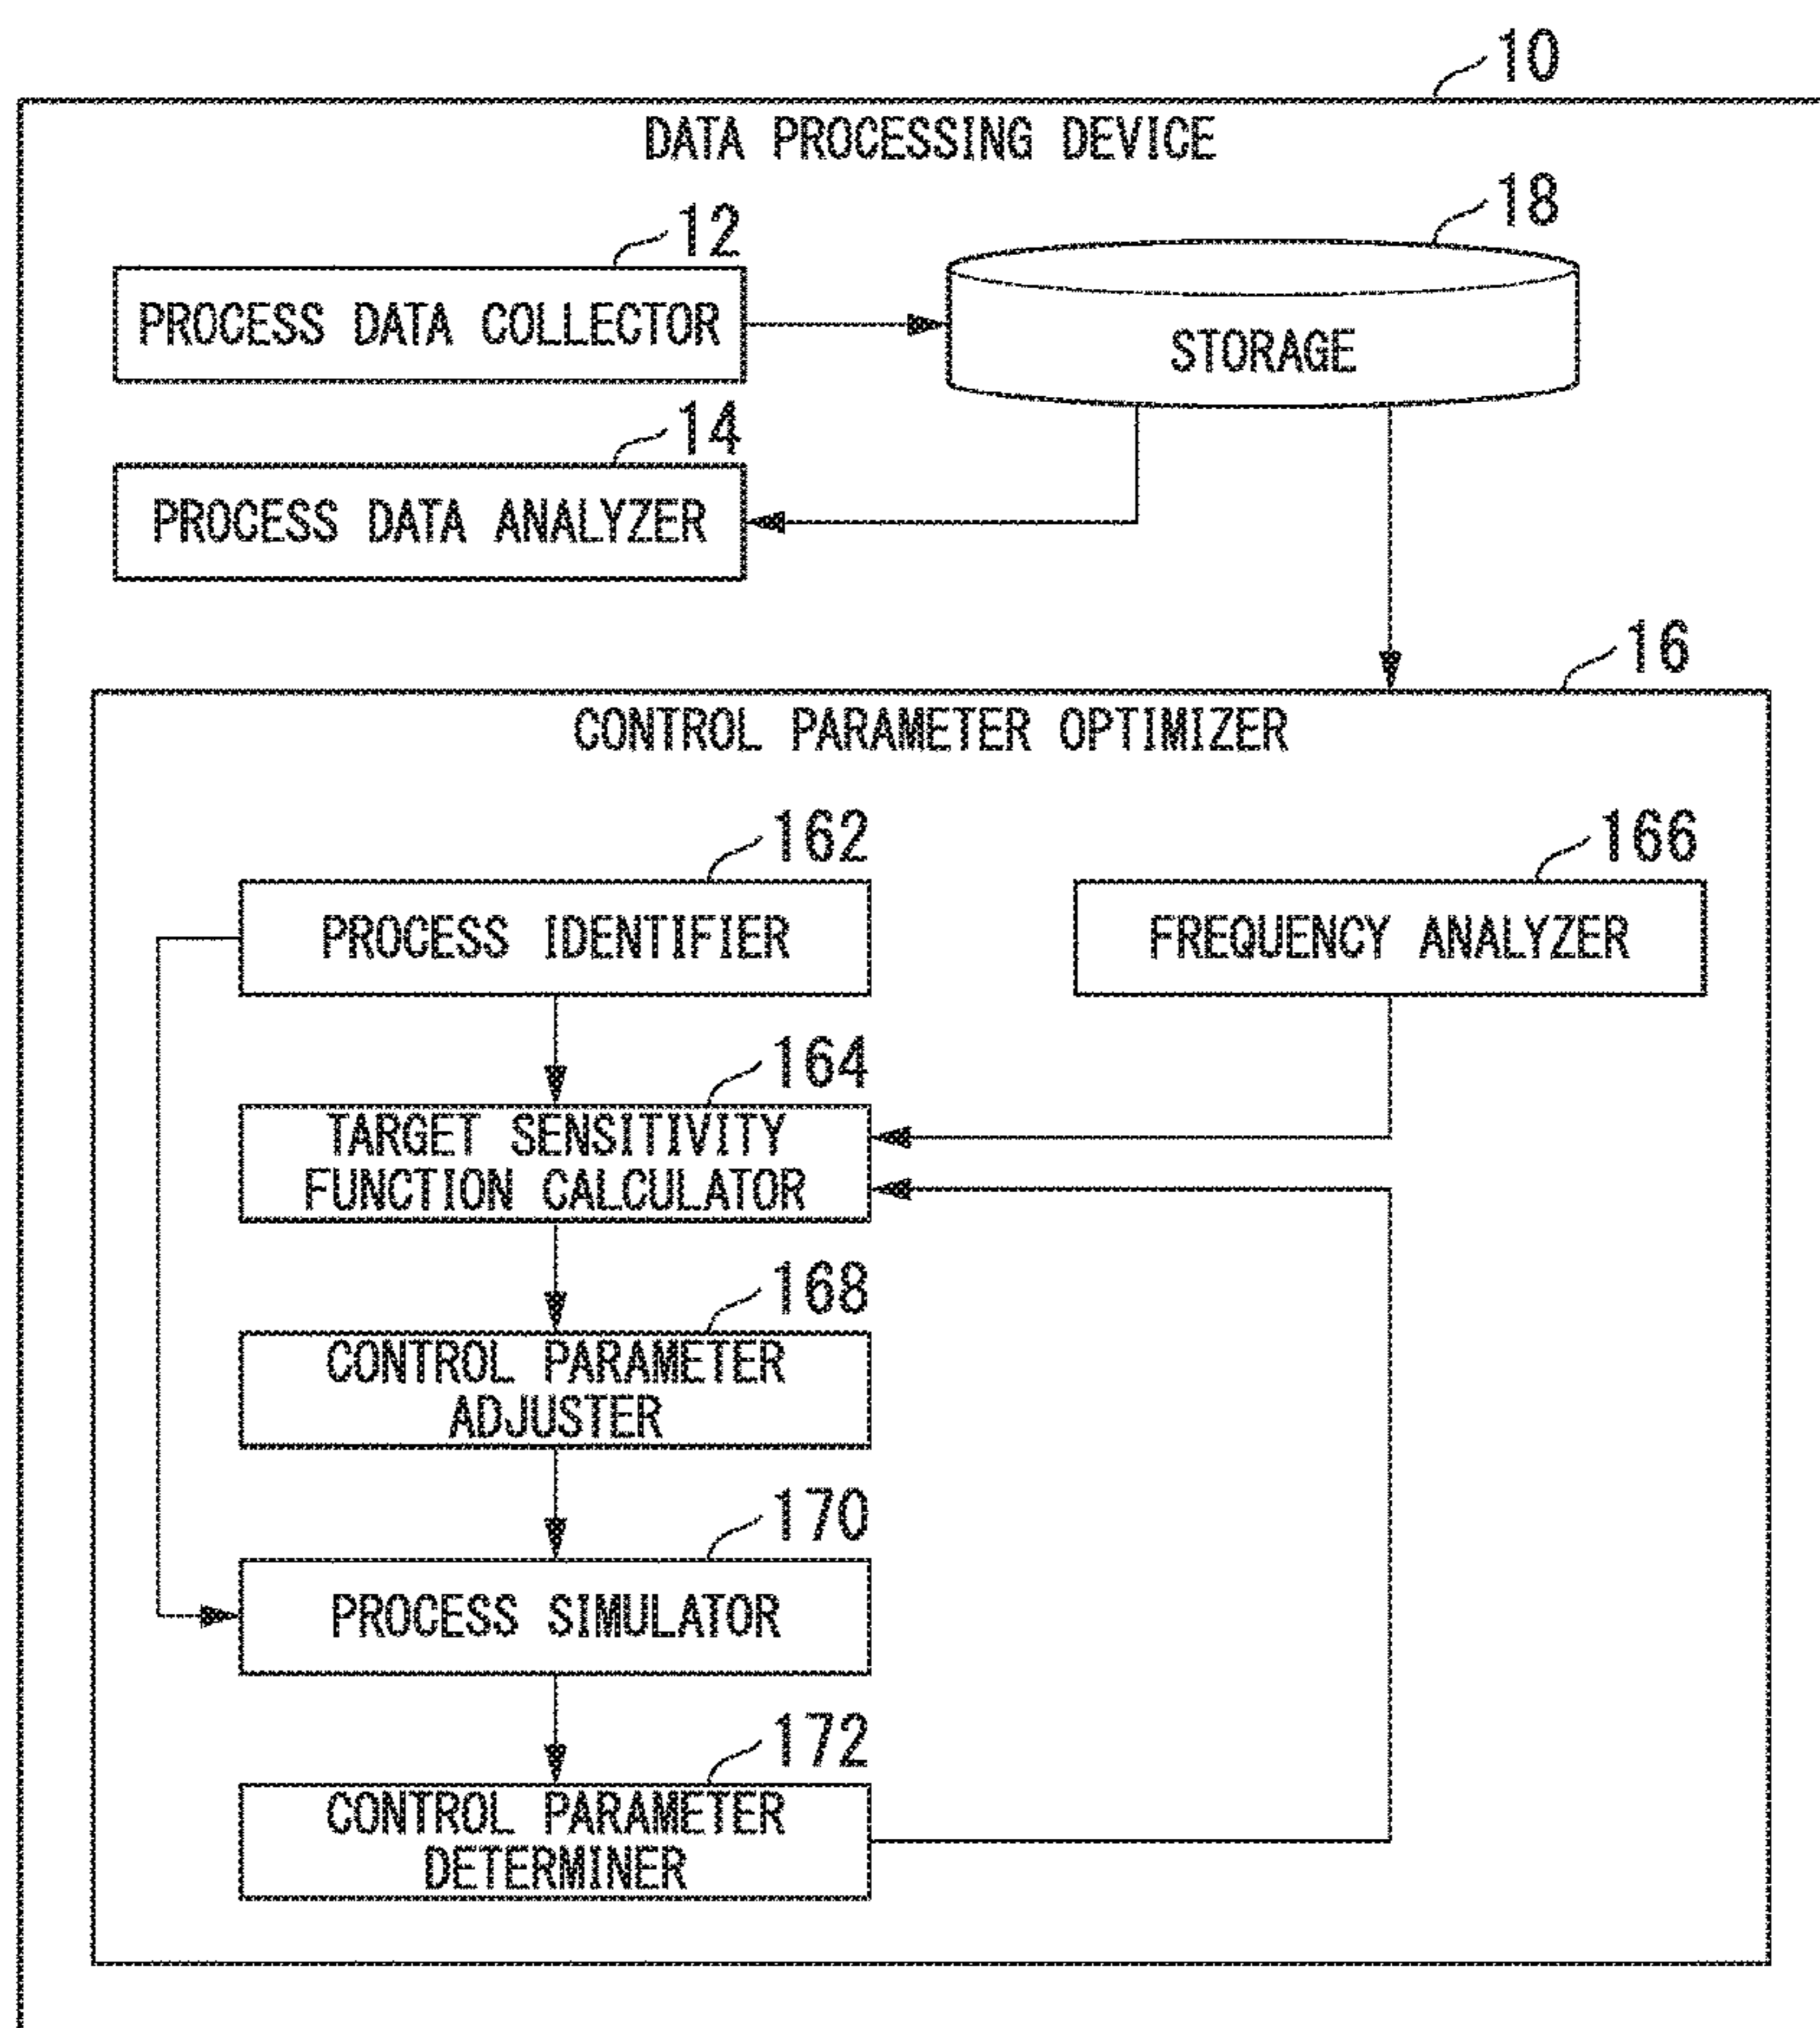 10
DATA PROCESSING DEVICE
12
18
PROCESS DATA COLLECTOR
STORAGE
14
PROCESS DATA ANALYZER
16
CONTROL PARAMETER OPTIMIZER
162
166
PROCESS IDENTIFIER
FREQUENCY ANALYZER
164
TARGET SENSITIVITY
FUNCTION CALCULATOR
168
CONTROL PARAMETER
ADJUSTER
170
PROCESS SIMULATOR
172
CONTROL PARAMETER
DETERMINER